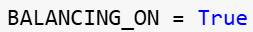 BALANCING_ON = True